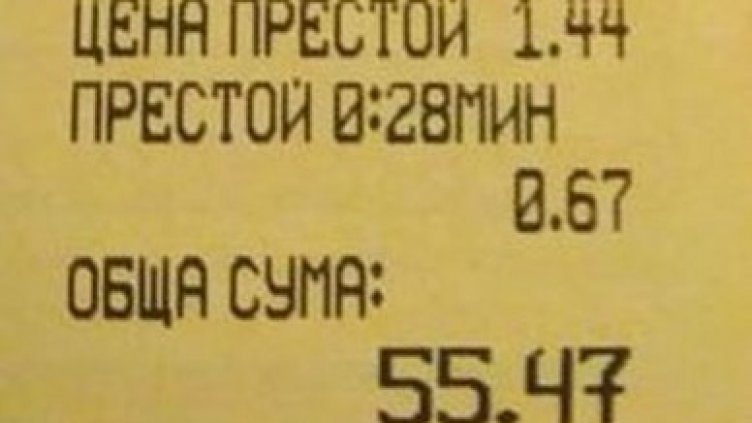 ЦЕНА ПРЕСТОЙ 1.44
ПРЕСТОЙ 0:28МИН
0.67
ОБЩА СУМА:
55.47